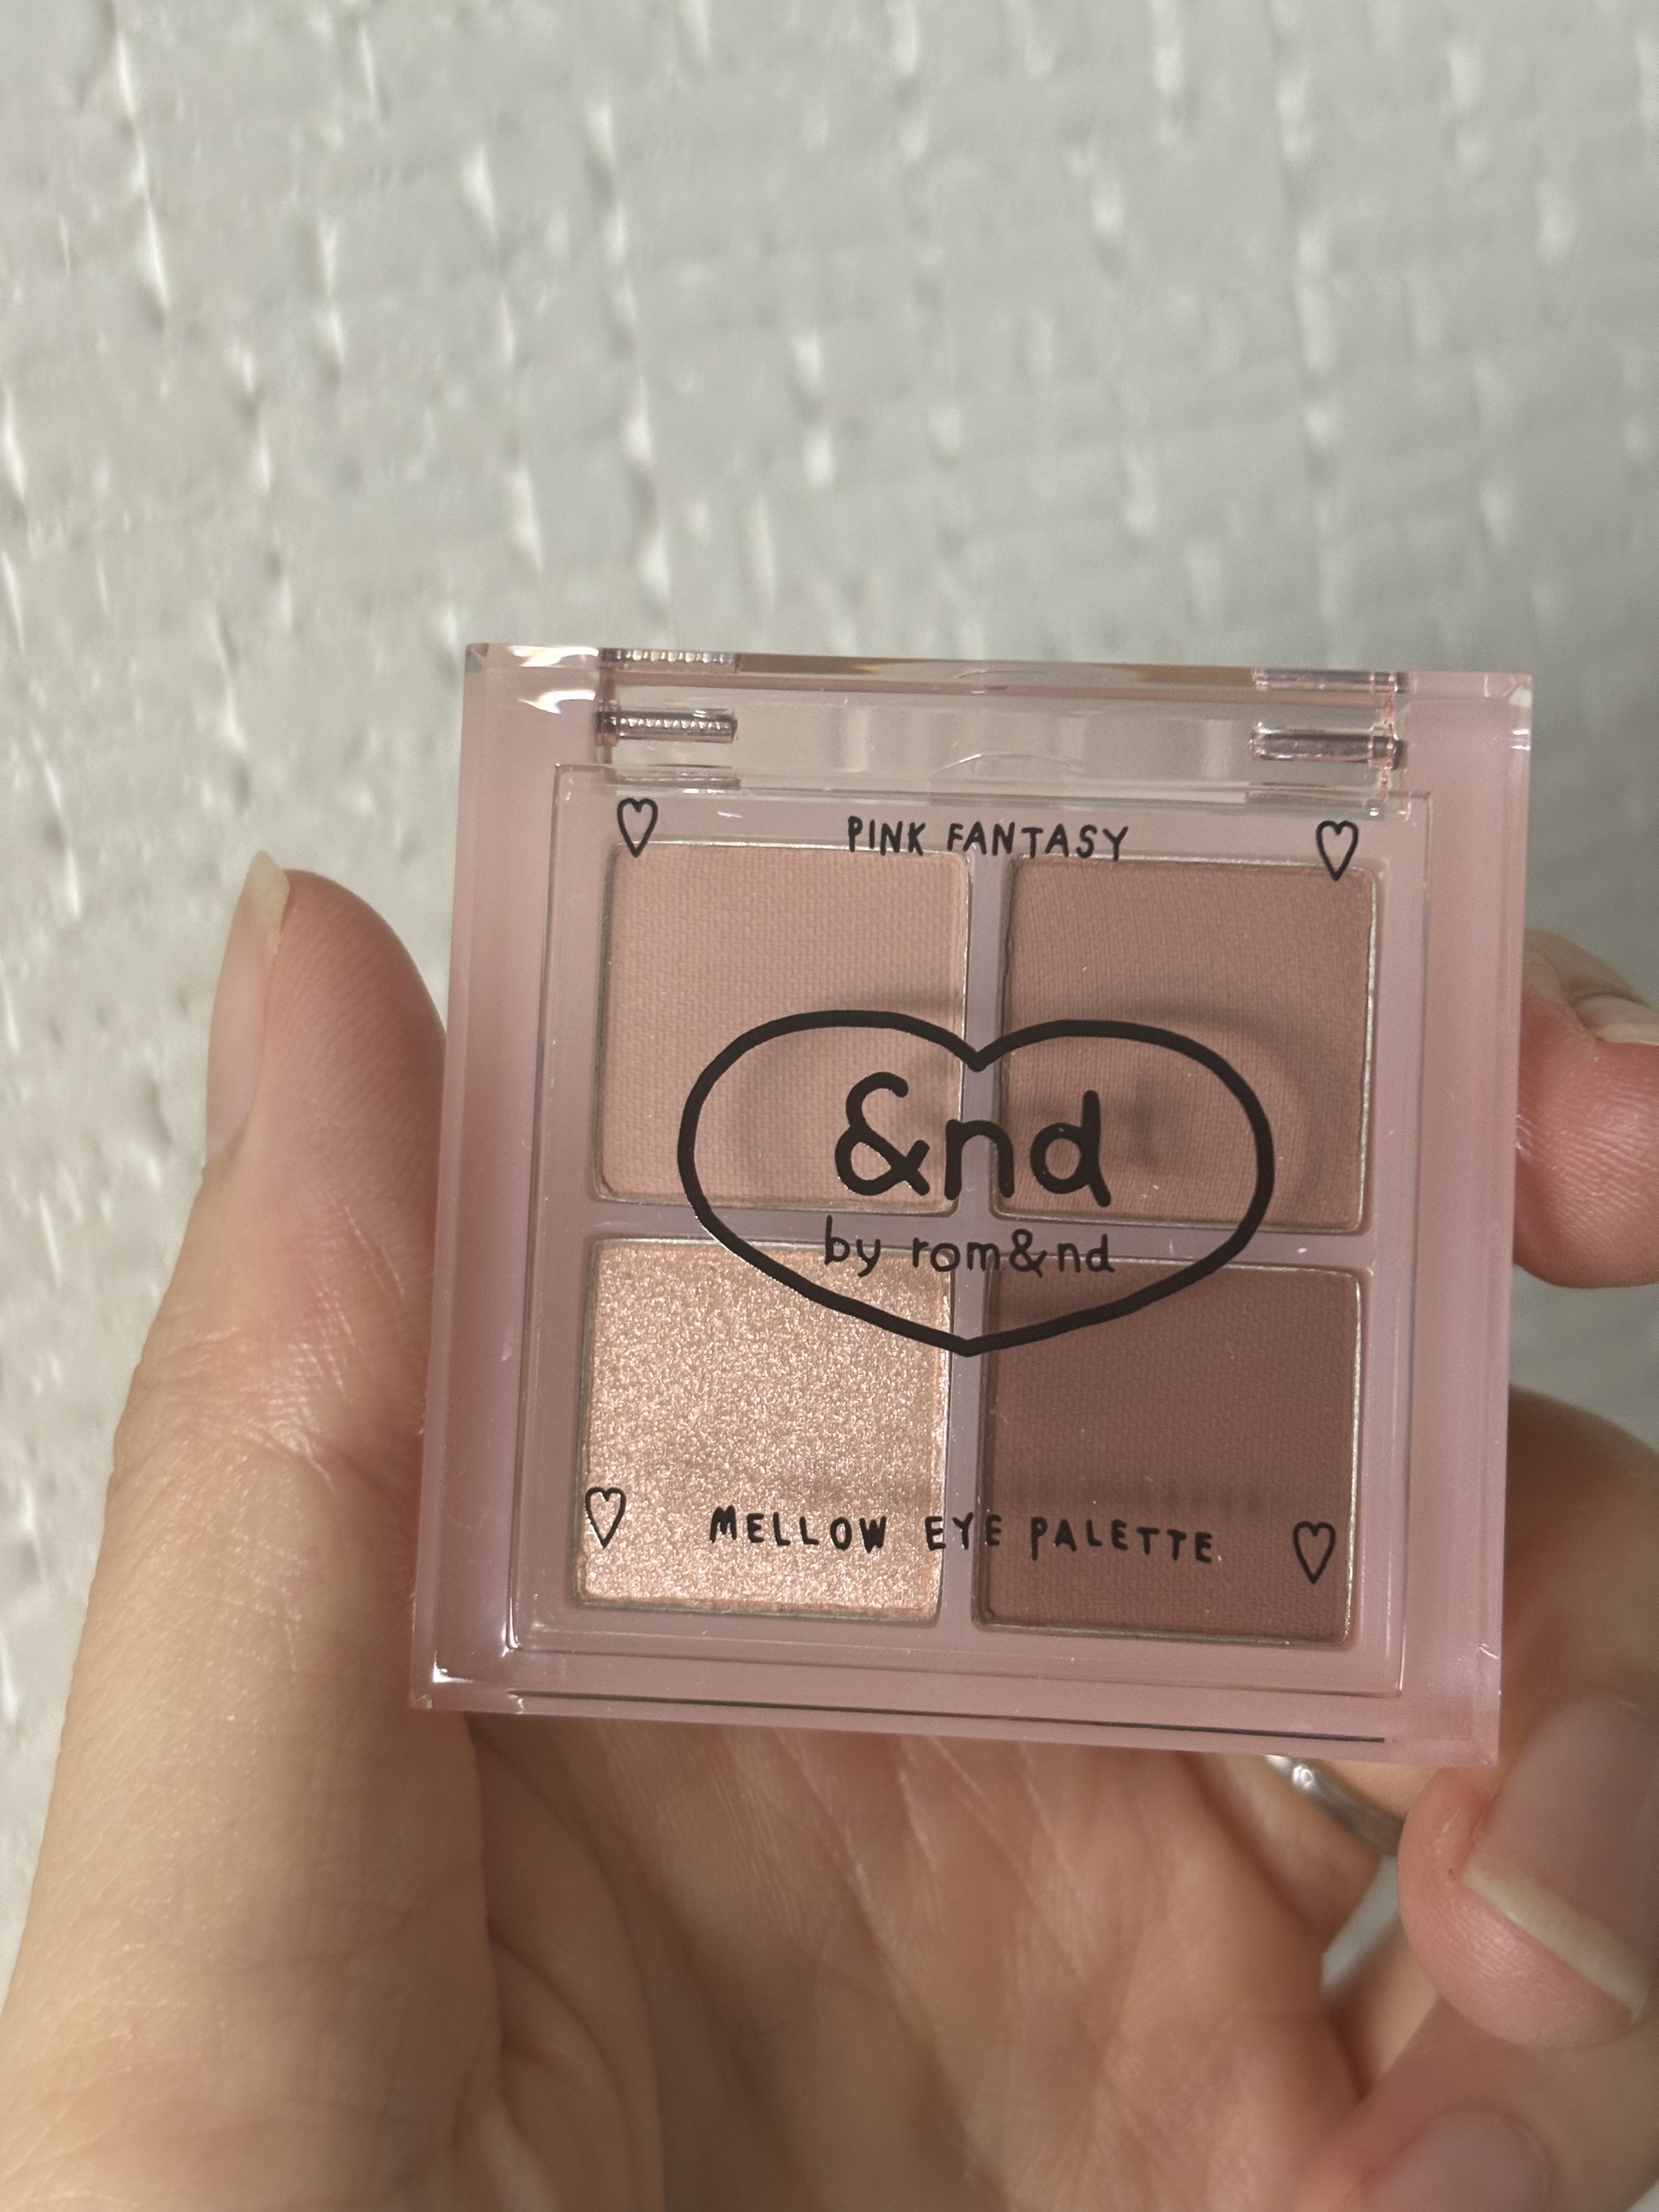 PINK FANTASY
&nd
by rom&nd
MELLOW EYE PALETTE